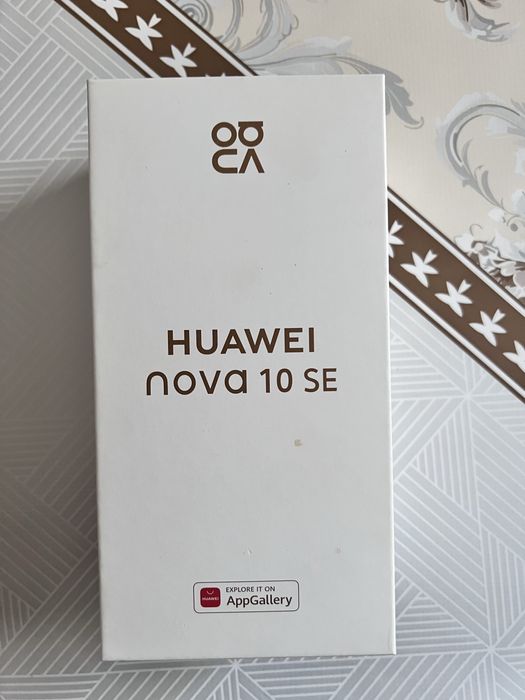 HUAWEI
nova 10 SE
EXPLORE IT ON
HUAWEI
AppGallery